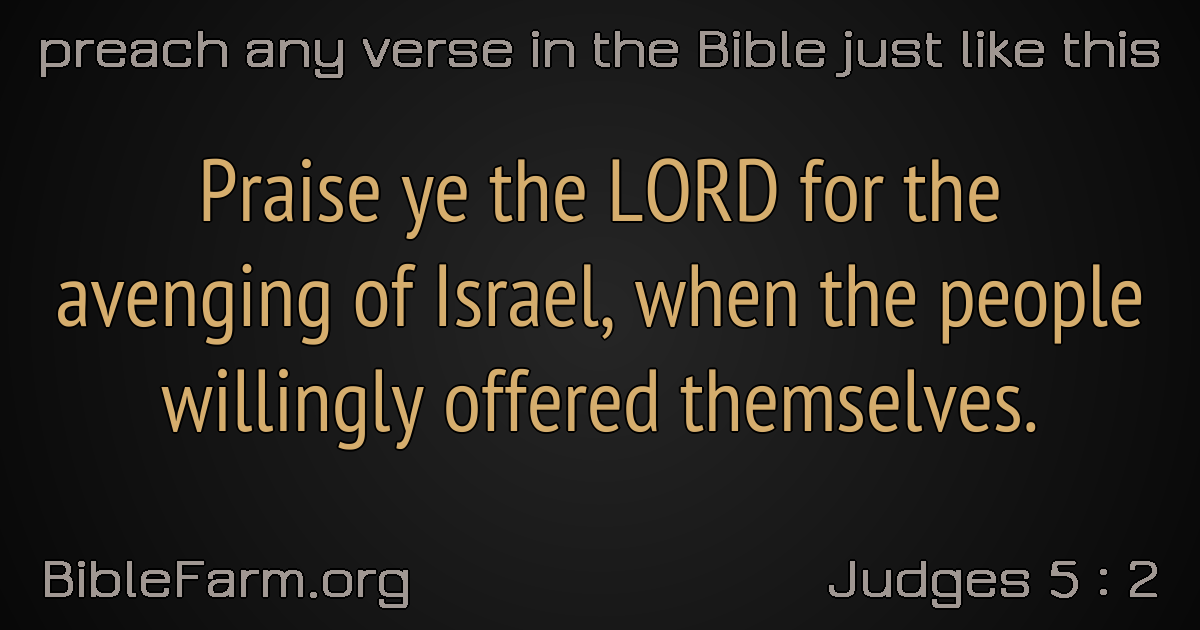 preach any verse in the Bible just like this
Praise ye the LORD for the
avenging of Israel, when the people
willingly offered themselves.
BibleFarm.org
Judges 5 : 2